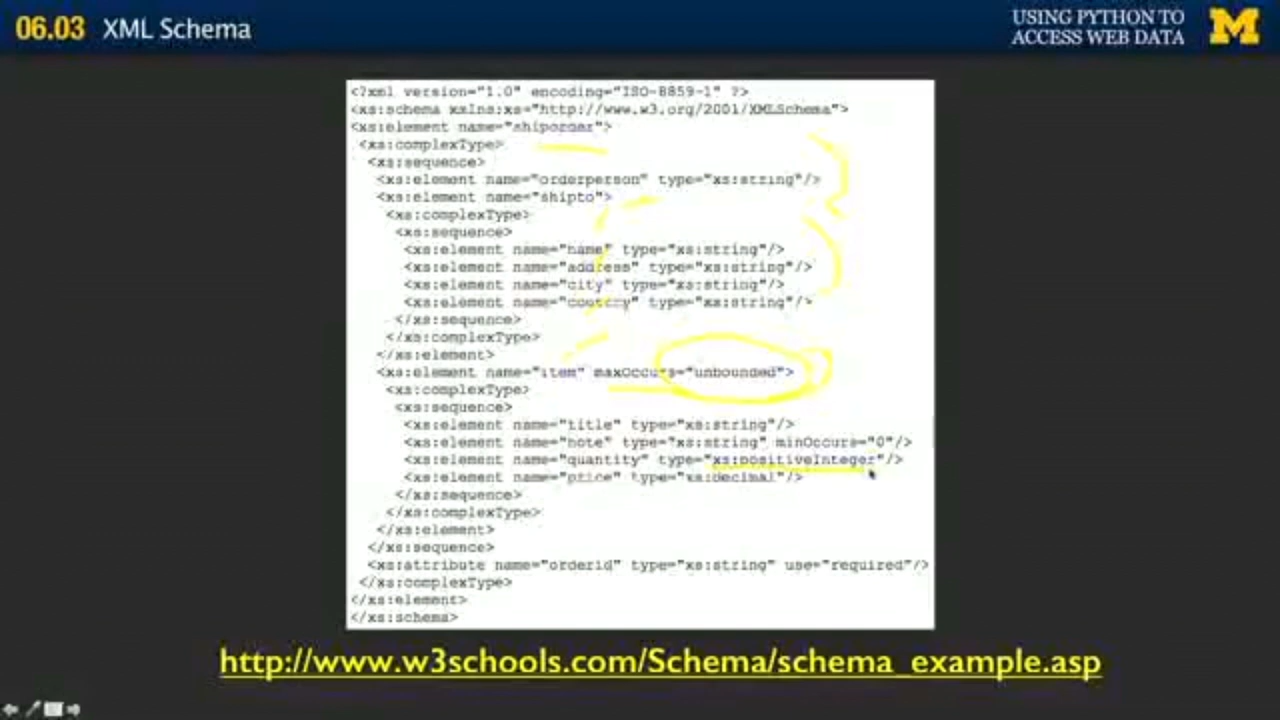 06.03 XML Schema
USING PYTHON TO
ACCESS WEB DATA
M
<?xml version="1.0" encoding="ISO-8859-1" ?>
<xs:schema xmlns:xs="http://www.w3.org/2001/XMLSchema">
<xs:element name="shiporder">
<xs:complexType>
<xs:sequence>
<xs:element name="orderperson" type="xs:string"/>
<xs:element name="shipto">
<xs:complexType>
<xs:sequence>
<xs:element name="name" type="xs:string"/>
<xs:element name="address" type="xs:string"/>
<xs:element name="city" type="xs:string"/>
<xs:element name="country" type="xs:string"/>
</xs:sequence>
</xs:complexType>
</xs:element>
<xs:element name="item" maxOccurs="unbounded">
<xs:complexType>
<xs:sequence>
<xs:element name="title" type="xs:string"/>
<xs:element name="note" type="xs:string" minOccurs="0"/>
<xs:element name="quantity" type="xs:positiveInteger"/>
<xs:element name="price" type="xs:decimal"/>
</xs:sequence>
</xs:complexType>
</xs:element>
</xs:sequence>
<xs:attribute name="orderid" type="xs:string" use="required"/>
</xs:complexType>
</xs:element>
</xs:schema>
http://www.w3schools.com/Schema/schema_example.asp